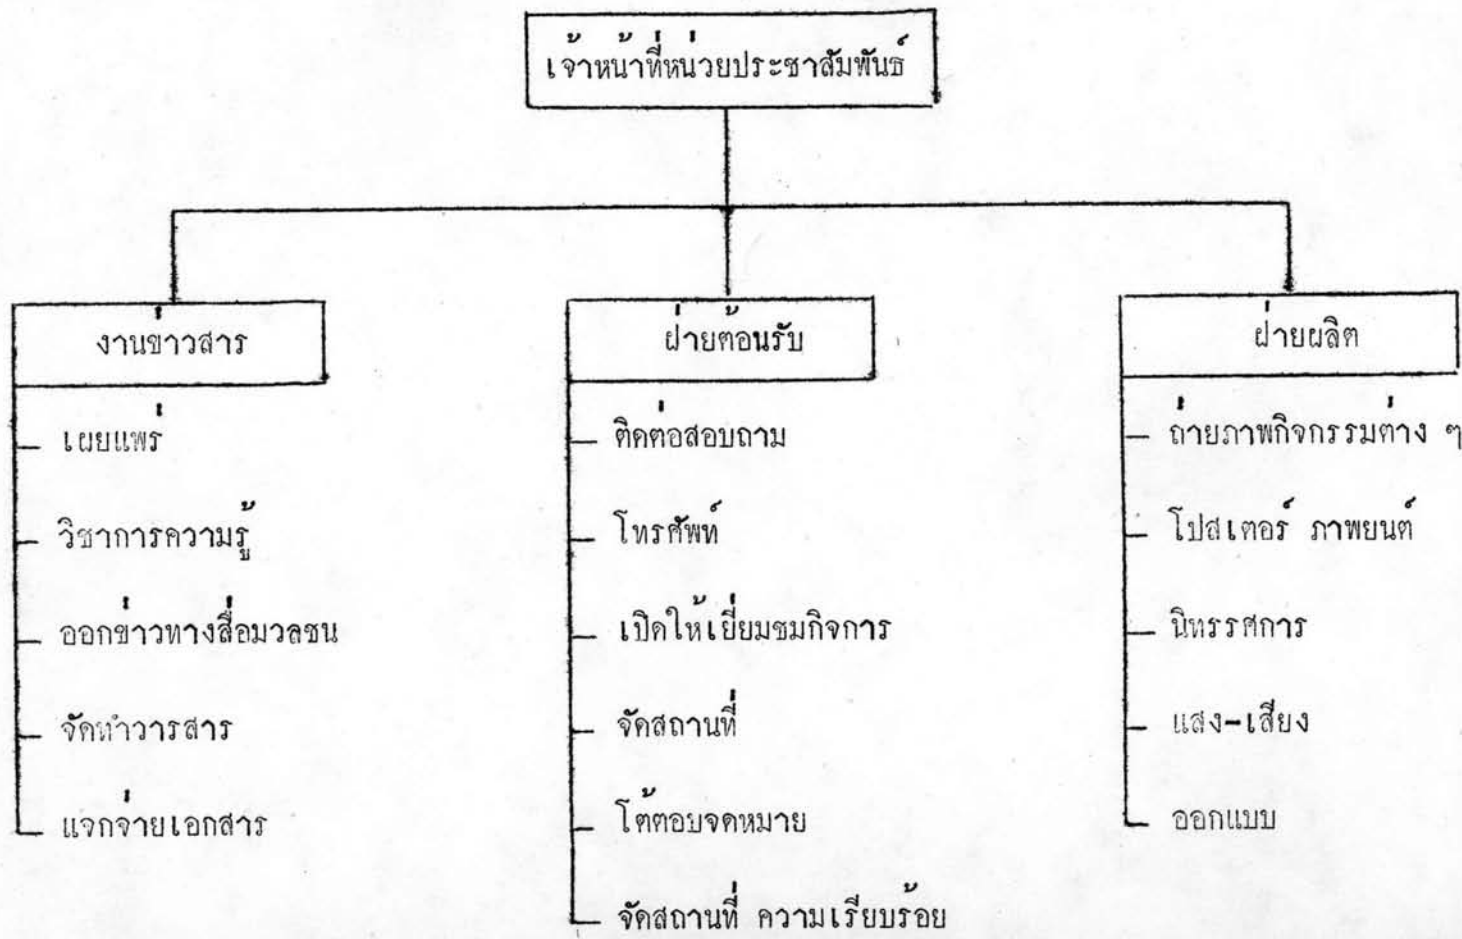 เจ้าหน้าที่หน่วยประชาสัมพันธ์
งานข่าวสาร
เผยแพร่
วิชาการความรู้
ออกข่าวทางสื่อมวลชน
จัดทำวารสาร
แจกจ่ายเอกสาร
ฝ่ายต้อนรับ
ติดต่อสอบถาม
โทรศัพท์
เปิดให้เยี่ยมชมกิจการ
จัดสถานที่
โต้ตอบจดหมาย
จัดสถานที่ ความเรียบร้อย
ฝ่ายผลิต
ถ่ายภาพกิจกรรมต่าง ๆ
โปสเตอร์ ภาพยนต์
นิทรรศการ
แสง-เสียง
ออกแบบ